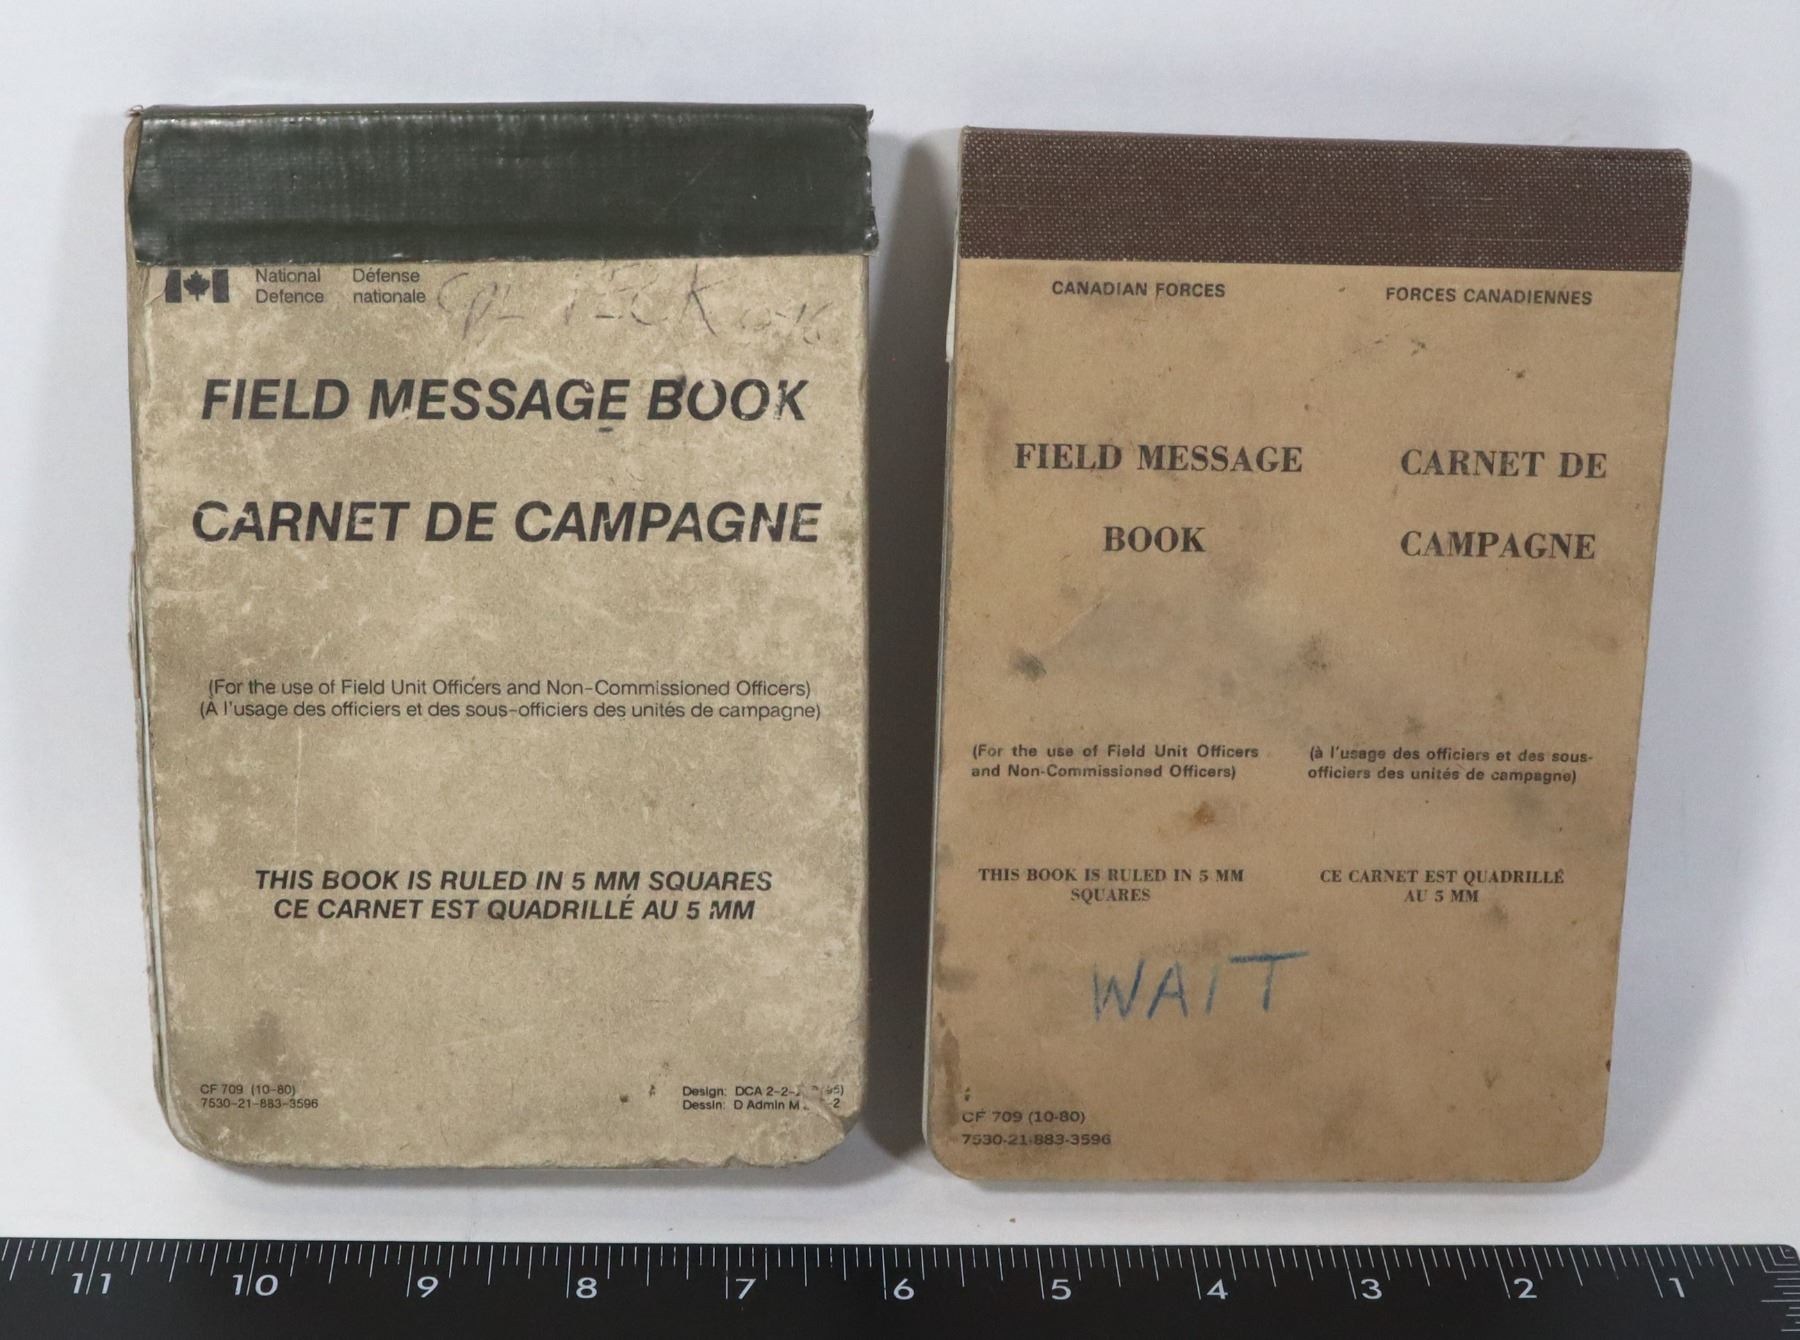 National Défense
Defence nationale
Cpl PECK
FIELD MESSAGE BOOK
CARNET DE CAMPAGNE
(For the use of Field Unit Officers and Non-Commissioned Officers)
(À l'usage des officiers et des sous-officiers des unités de campagne)
THIS BOOK IS RULED IN 5 MM SQUARES
CE CARNET EST QUADRILLÉ AU 5 MM
CF 709 (10-80)
7530-21-883-3596
Design: DCA 2-2-
Dessin: D Admin M
CANADIAN FORCES
FIELD MESSAGE
BOOK
(For the use of Field Unit Officers
and Non-Commissioned Officers)
THIS BOOK IS RULED IN 5 MM
SQUARES
FORCES CANADIENNES
CARNET DE
CAMPAGNE
(à l'usage des officiers et des sous-
officiers des unités de campagne)
CE CARNET EST QUADRILLÉ
AU 5 MM
WAIT
CF 709 (10-80)
7530-21-883-3596
11 10 9 8 7 6 5 4 3 2 1